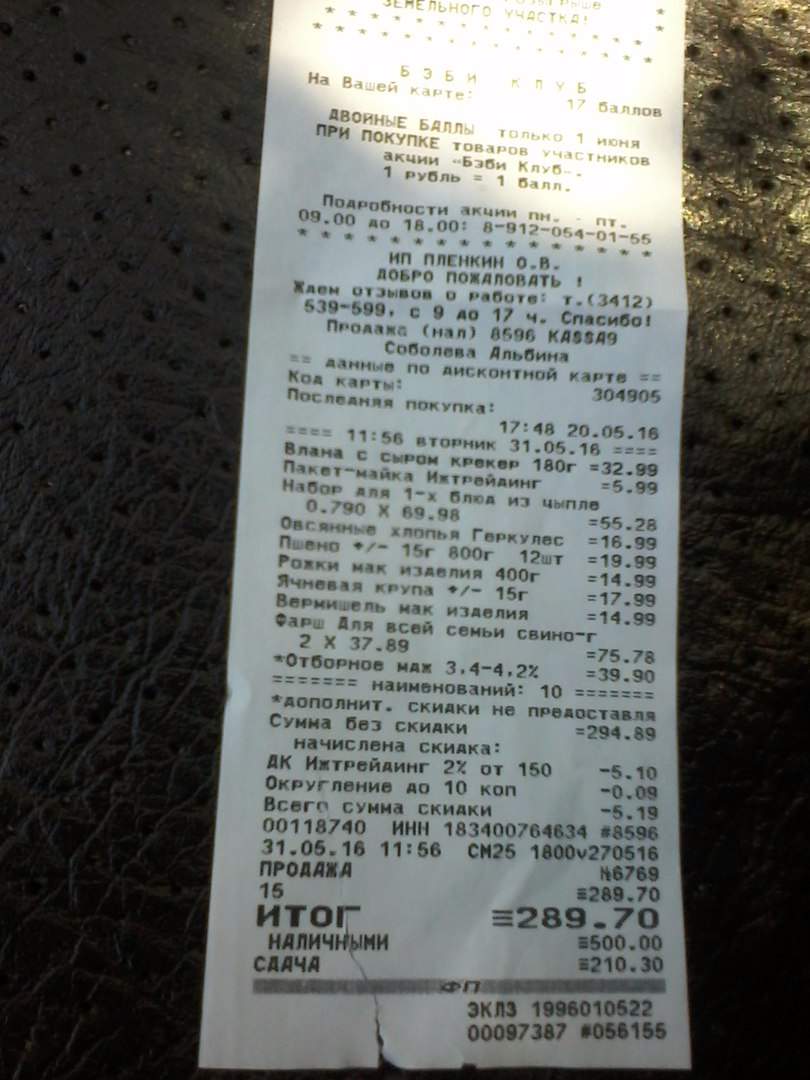 ЗЕМЕЛЬНОГО УЧАСТКА!
* * * * * * * * * * * * * * *
Б Э Б И   К Л У Б
На Вашей карте: 17 баллов
ДВОЙНЫЕ БАЛЛЫ только 1 июня
ПРИ ПОКУПКЕ товаров участников
акции «Бэби Клуб».
1 рубль = 1 балл.
Подробности акции пн. - пт.
09.00 до 18.00: 8-912-054-01-55
* * * * * * * * * * * * * * *
ИП ПЛЕНКИН О.В.
ДОБРО ПОЖАЛОВАТЬ !
Ждем отзывов о работе: т.(3412)
539-599, с 9 до 17 ч. Спасибо!
Продажа (нал) 8596 KASSA9
Соболева Альбина
== данные по дисконтной карте ==
Код карты: 304905
Последняя покупка:
17:48 20.05.16
==== 11:56 вторник 31.05.16 ====
Влана с сыром крекер 180г =32.99
Пакет-майка Ижтрейдинг =5.99
Набор для 1-х блюд из цыпле
0.790 X 69.98 =55.28
Овсянные хлопья Геркулес =16.99
Пшено +/- 15г 800г 12шт =19.99
Рожки мак изделия 400г =14.99
Ячневая крупа +/- 15г =17.99
Вермишель мак изделия =14.99
Фарш Для всей семьи свино-г
2 X 37.89 =75.78
*Отборное мдж 3,4-4,2% =39.90
======= наименований: 10 =======
*дополнит. скидки не предоставля
Сумма без скидки =294.89
начислена скидка:
ДК Ижтрейдинг 2% от 150 -5.10
Округление до 10 коп -0.09
Всего сумма скидки -5.19
00118740 ИНН 183400764634 #8596
31.05.16 11:56 СМ25 1800v270516
ПРОДАЖА №6769
15 ≡289.70
ИТОГ ≡289.70
НАЛИЧНЫМИ ≡500.00
СДАЧА ≡210.30
ФП
ЭКЛЗ 1996010522
00097387 #056155